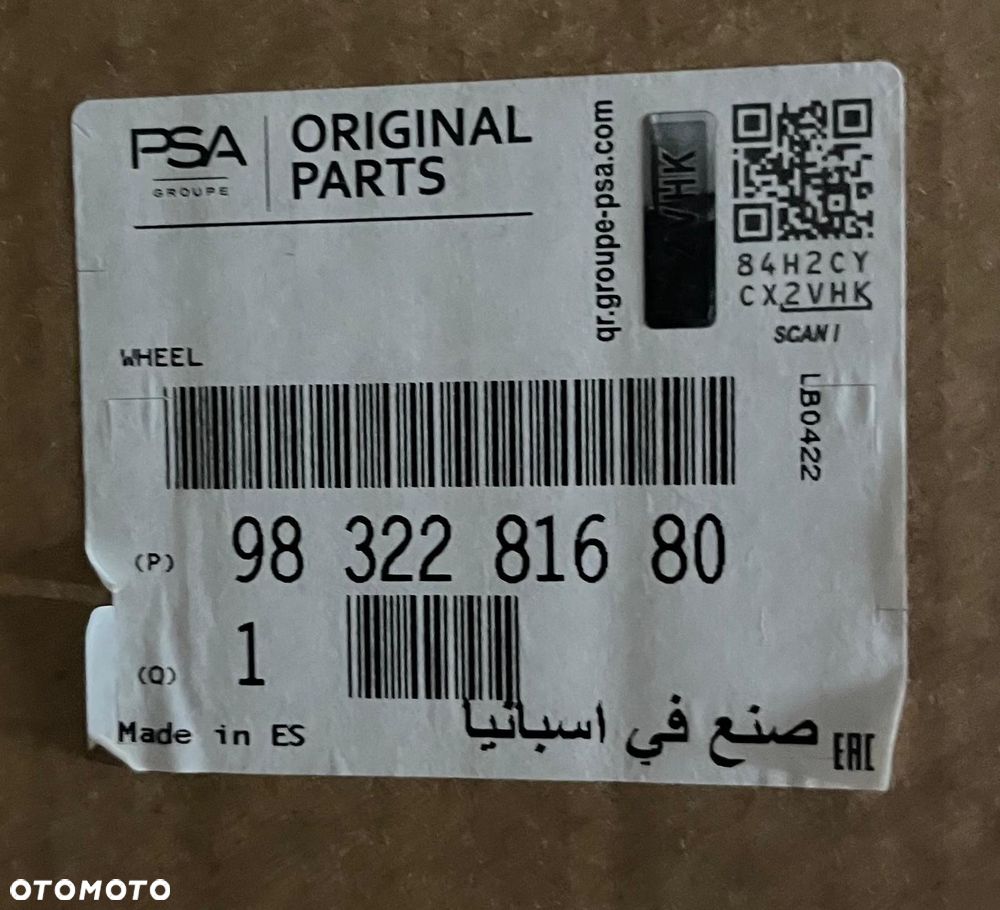 PSA
GROUPE
ORIGINAL
PARTS
qr.groupe-psa.com
2VHK
84H2CY
CX2VHK
SCAN!
WHEEL
LB0422
(P) 98 322 816 80
(Q) 1
Made in ES
صنع في اسبانيا
EAC
OTOMOTO